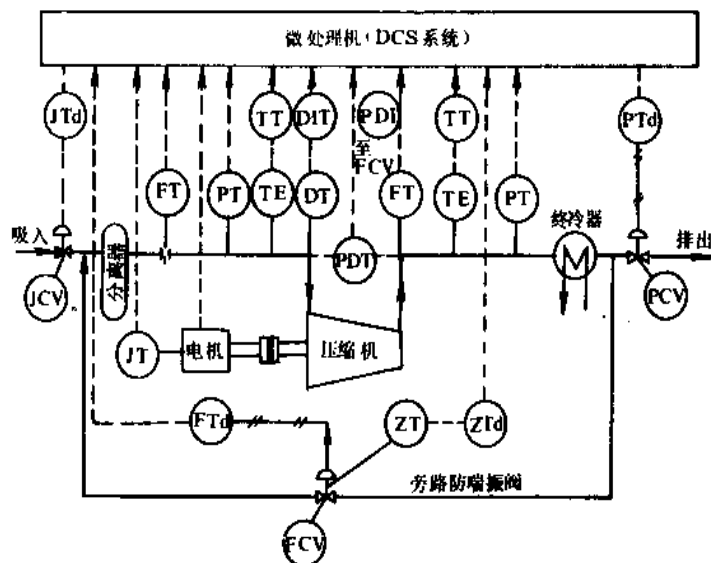 微处理机(DCS系统)
JTd
TT
DIT
PDI
TT
PTd
至
FCV
FT
PT
TE
DT
FT
TE
PT
终冷器
吸入
排出
分离器
PDT
JCV
PCV
JT
电机
压缩机
FTd
ZT
ZTd
旁路防喘振阀
FCV